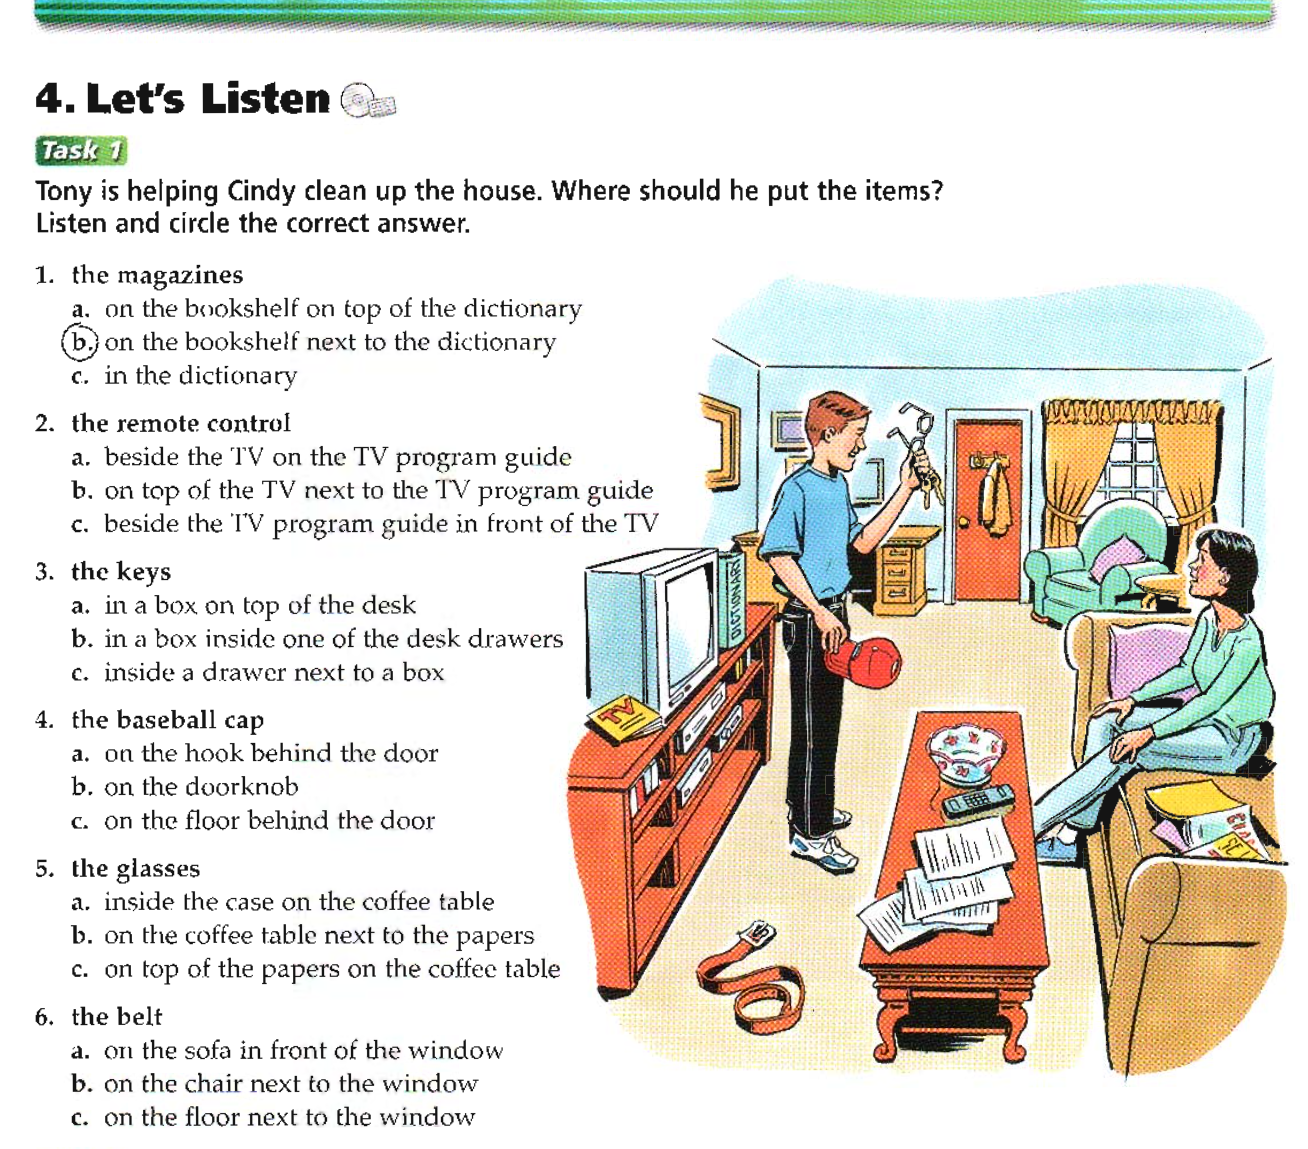 4. Let's Listen
Task 1
Tony is helping Cindy clean up the house. Where should he put the items?
Listen and circle the correct answer.
1. the magazines
a. on the bookshelf on top of the dictionary
b. on the bookshelf next to the dictionary
c. in the dictionary
2. the remote control
a. beside the TV on the TV program guide
b. on top of the TV next to the TV program guide
c. beside the TV program guide in front of the TV
3. the keys
a. in a box on top of the desk
b. in a box inside one of the desk drawers
c. inside a drawer next to a box
4. the baseball cap
a. on the hook behind the door
b. on the doorknob
c. on the floor behind the door
5. the glasses
a. inside the case on the coffee table
b. on the coffee table next to the papers
c. on top of the papers on the coffee table
6. the belt
a. on the sofa in front of the window
b. on the chair next to the window
c. on the floor next to the window
DICTIONARY
TV